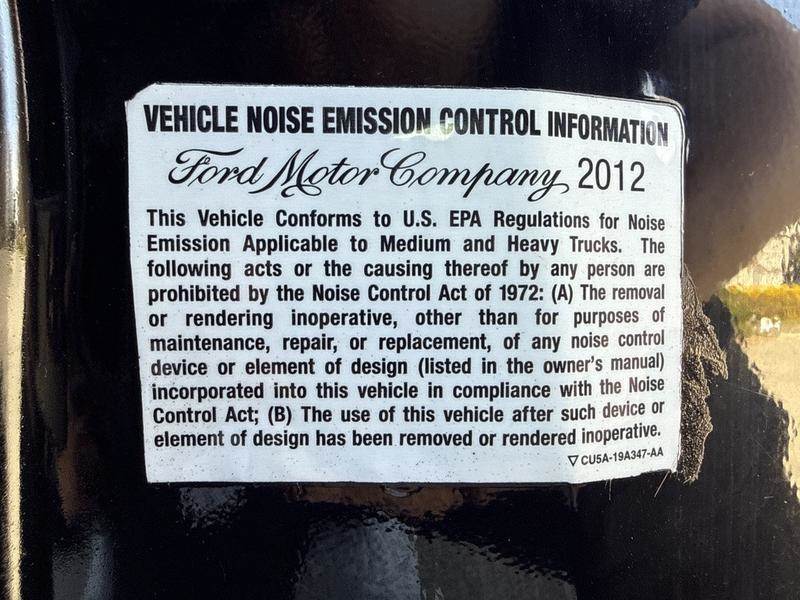 VEHICLE NOISE EMISSION CONTROL INFORMATION
Ford Motor Company 2012
This Vehicle Conforms to U.S. EPA Regulations for Noise
Emission Applicable to Medium and Heavy Trucks. The
following acts or the causing thereof by any person are
prohibited by the Noise Control Act of 1972: (A) The removal
or rendering inoperative, other than for purposes of
maintenance, repair, or replacement, of any noise control
device or element of design (listed in the owner's manual)
incorporated into this vehicle in compliance with the Noise
Control Act; (B) The use of this vehicle after such device or
element of design has been removed or rendered inoperative.
▽ CU5A-19A347-AA